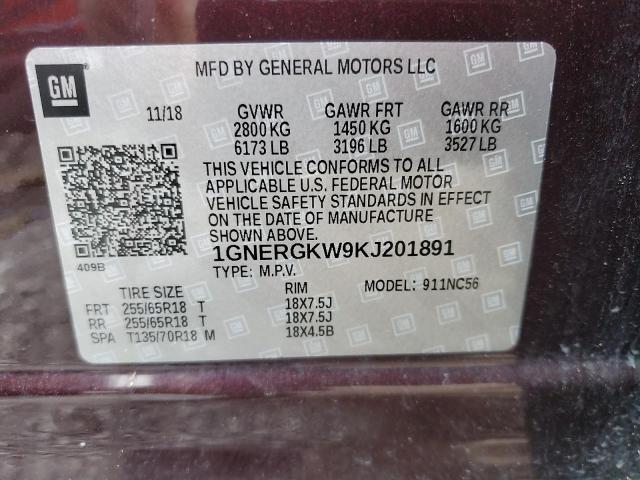 GM
MFD BY GENERAL MOTORS LLC
11/18 GVWR GAWR FRT GAWR RR
2800 KG 1450 KG 1600 KG
6173 LB 3196 LB 3527 LB
THIS VEHICLE CONFORMS TO ALL
APPLICABLE U.S. FEDERAL MOTOR
VEHICLE SAFETY STANDARDS IN EFFECT
ON THE DATE OF MANUFACTURE
SHOWN ABOVE.
1GNERGKW9KJ201891
409B
TYPE: M.P.V.
TIRE SIZE RIM MODEL: 911NC56
FRT 255/65R18 T 18X7.5J
RR 255/65R18 T 18X7.5J
SPA T135/70R18 M 18X4.5B